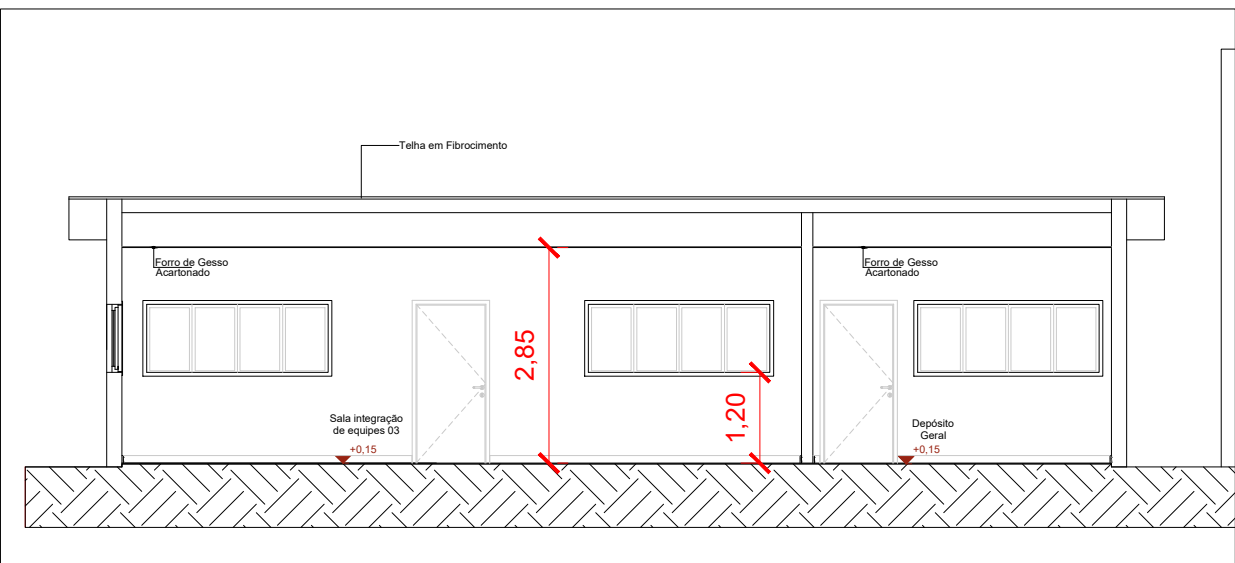 Telha em Fibrocimento
Forro de Gesso
Acartonado
Forro de Gesso
Acartonado
2,85
1,20
Sala integração
de equipes 03
+0,15
Depósito
Geral
+0,15